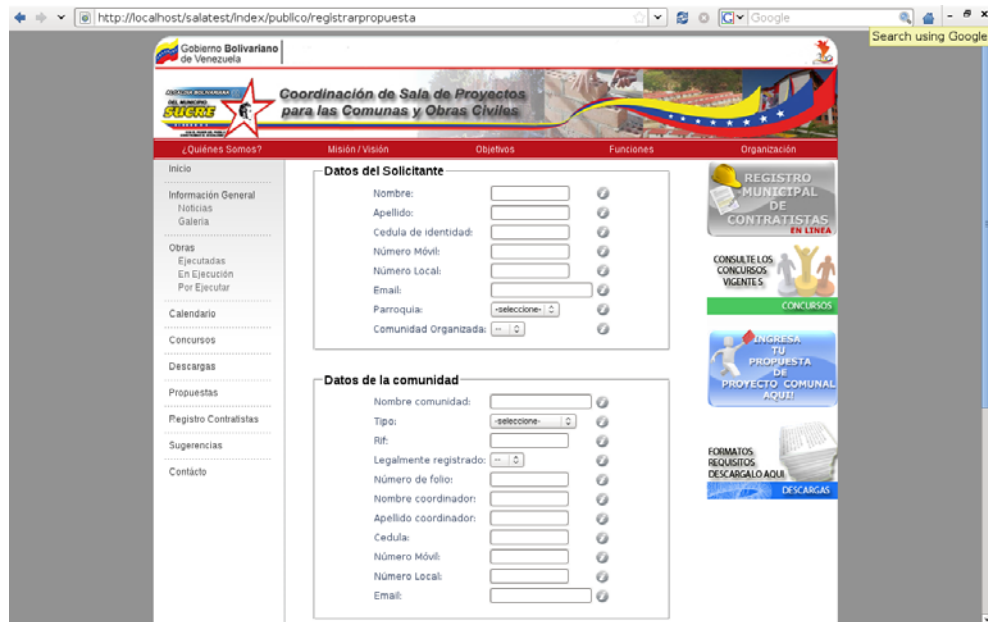 http://localhost/salatest/index/publico/registrarpropuesta
Google
Search using Google
Gobierno Bolivariano
de Venezuela
ALCALDIA BOLIVARIANA
DEL MUNICIPIO
SUCRE
Coordinación de Sala de Proyectos
para las Comunas y Obras Civiles
¿Quiénes Somos? Misión / Visión Objetivos Funciones Organización
Inicio
Información General
Noticias
Galeria
Obras
Ejecutadas
En Ejecución
Por Ejecutar
Calendario
Concursos
Descargas
Propuestas
Registro Contratistas
Sugerencias
Contácto
Datos del Solicitante
Nombre:
Apellido:
Cedula de identidad:
Número Móvil:
Número Local:
Email:
Parroquia: -seleccione-
Comunidad Organizada: --
Datos de la comunidad
Nombre comunidad:
Tipo: -seleccione-
Rif:
Legalmente registrado: --
Número de folio:
Nombre coordinador:
Apellido coordinador:
Cedula:
Número Móvil:
Número Local:
Email:
REGISTRO
MUNICIPAL
DE
CONTRATISTAS
EN LINEA
CONSULTE LOS
CONCURSOS
VIGENTES
CONCURSOS
INGRESA
TU
PROPUESTA
DE
PROYECTO COMUNAL
AQUI!
FORMATOS
REQUISITOS
DESCARGALO AQUI
DESCARGAS